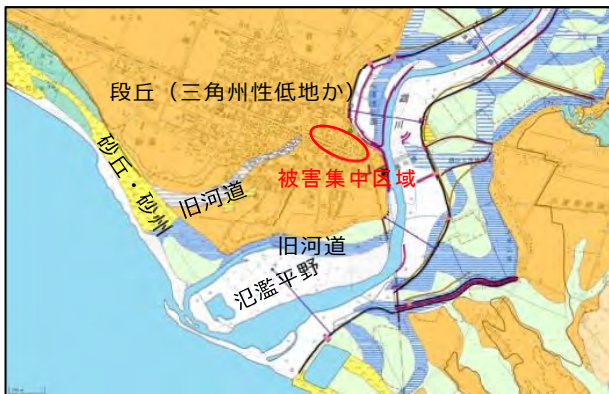 段丘（三角州性低地か）
被害集中区域
砂丘・砂州
旧河道
旧河道
氾濫平野